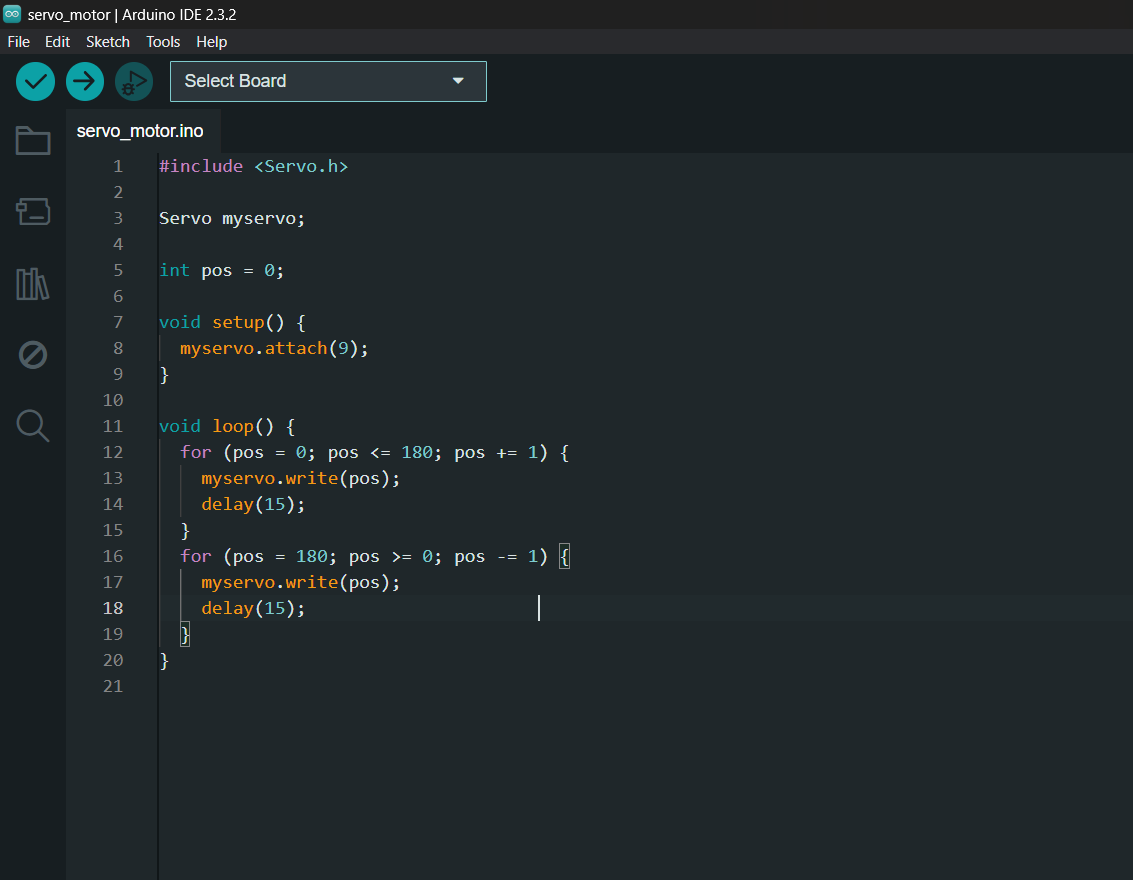 servo_motor | Arduino IDE 2.3.2
File Edit Sketch Tools Help
Select Board
servo_motor.ino
1 #include <Servo.h>
2
3 Servo myservo;
4
5 int pos = 0;
6
7 void setup() {
8   myservo.attach(9);
9 }
10
11 void loop() {
12   for (pos = 0; pos <= 180; pos += 1) {
13     myservo.write(pos);
14     delay(15);
15   }
16   for (pos = 180; pos >= 0; pos -= 1) {
17     myservo.write(pos);
18     delay(15);
19   }
20 }
21